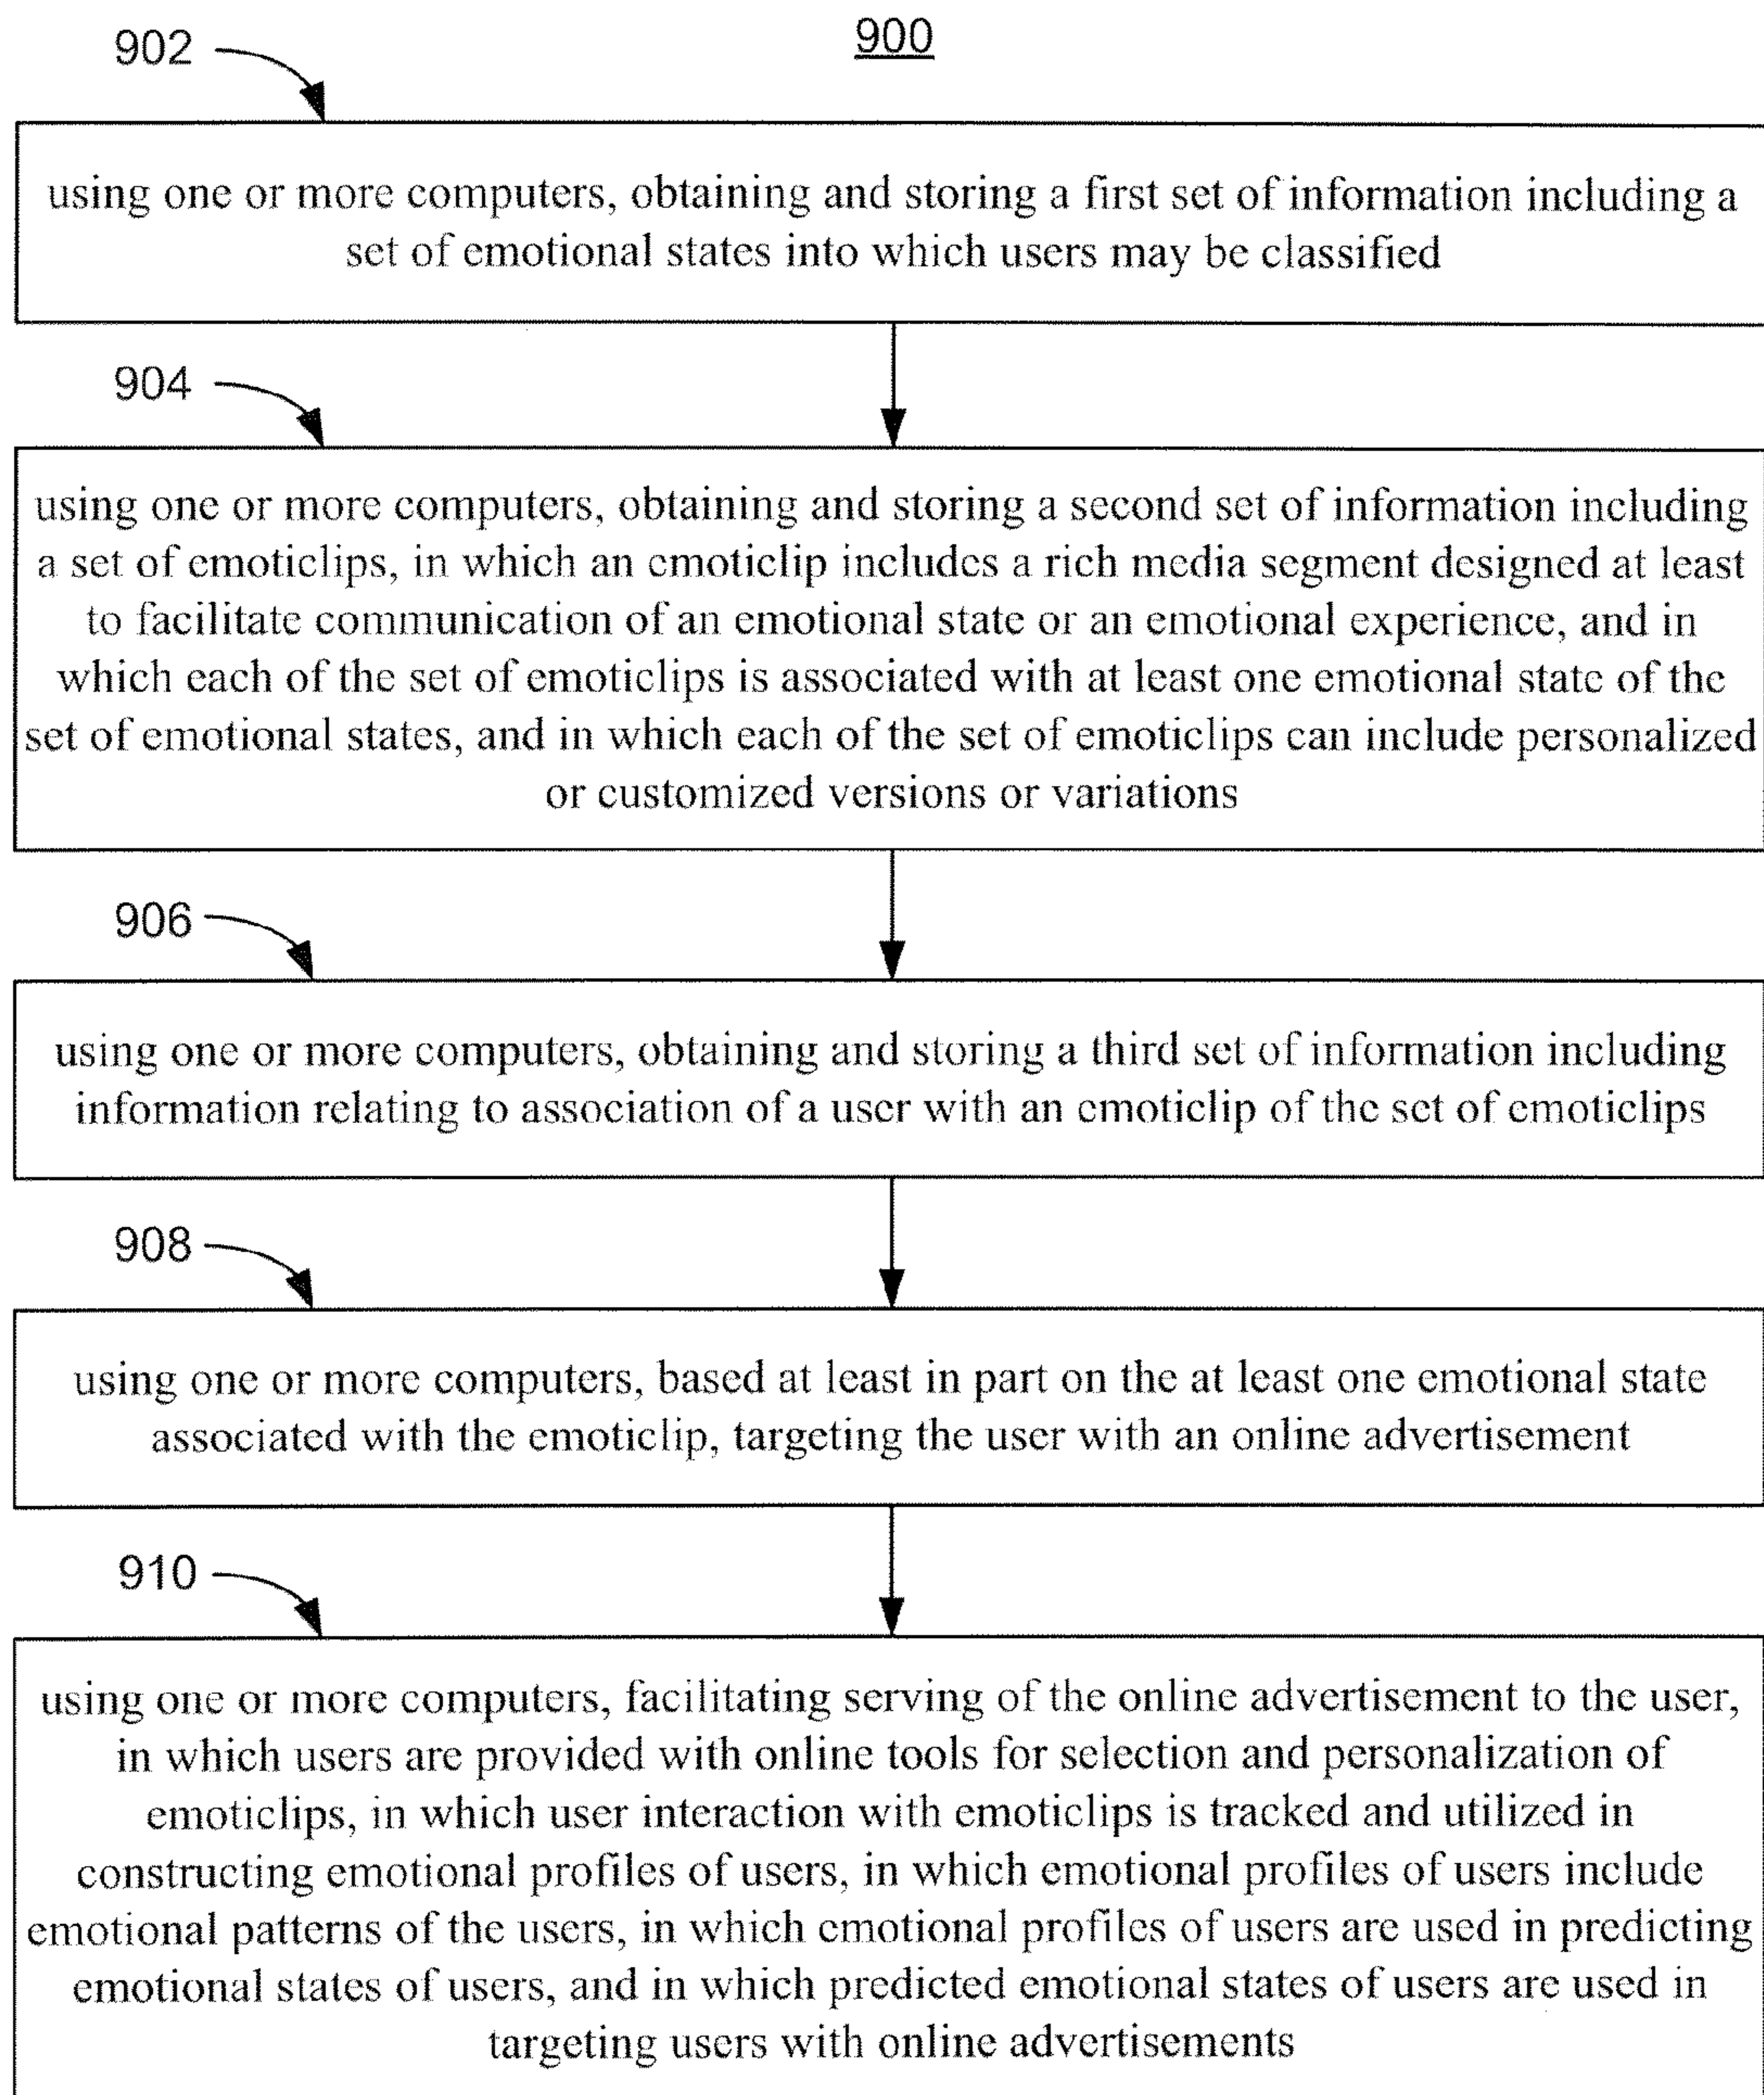 900
902
using one or more computers, obtaining and storing a first set of information including a
set of emotional states into which users may be classified
904
using one or more computers, obtaining and storing a second set of information including
a set of emoticlips, in which an emoticlip includes a rich media segment designed at least
to facilitate communication of an emotional state or an emotional experience, and in
which each of the set of emoticlips is associated with at least one emotional state of the
set of emotional states, and in which each of the set of emoticlips can include personalized
or customized versions or variations
906
using one or more computers, obtaining and storing a third set of information including
information relating to association of a user with an emoticlip of the set of emoticlips
908
using one or more computers, based at least in part on the at least one emotional state
associated with the emoticlip, targeting the user with an online advertisement
910
using one or more computers, facilitating serving of the online advertisement to the user,
in which users are provided with online tools for selection and personalization of
emoticlips, in which user interaction with emoticlips is tracked and utilized in
constructing emotional profiles of users, in which emotional profiles of users include
emotional patterns of the users, in which emotional profiles of users are used in predicting
emotional states of users, and in which predicted emotional states of users are used in
targeting users with online advertisements